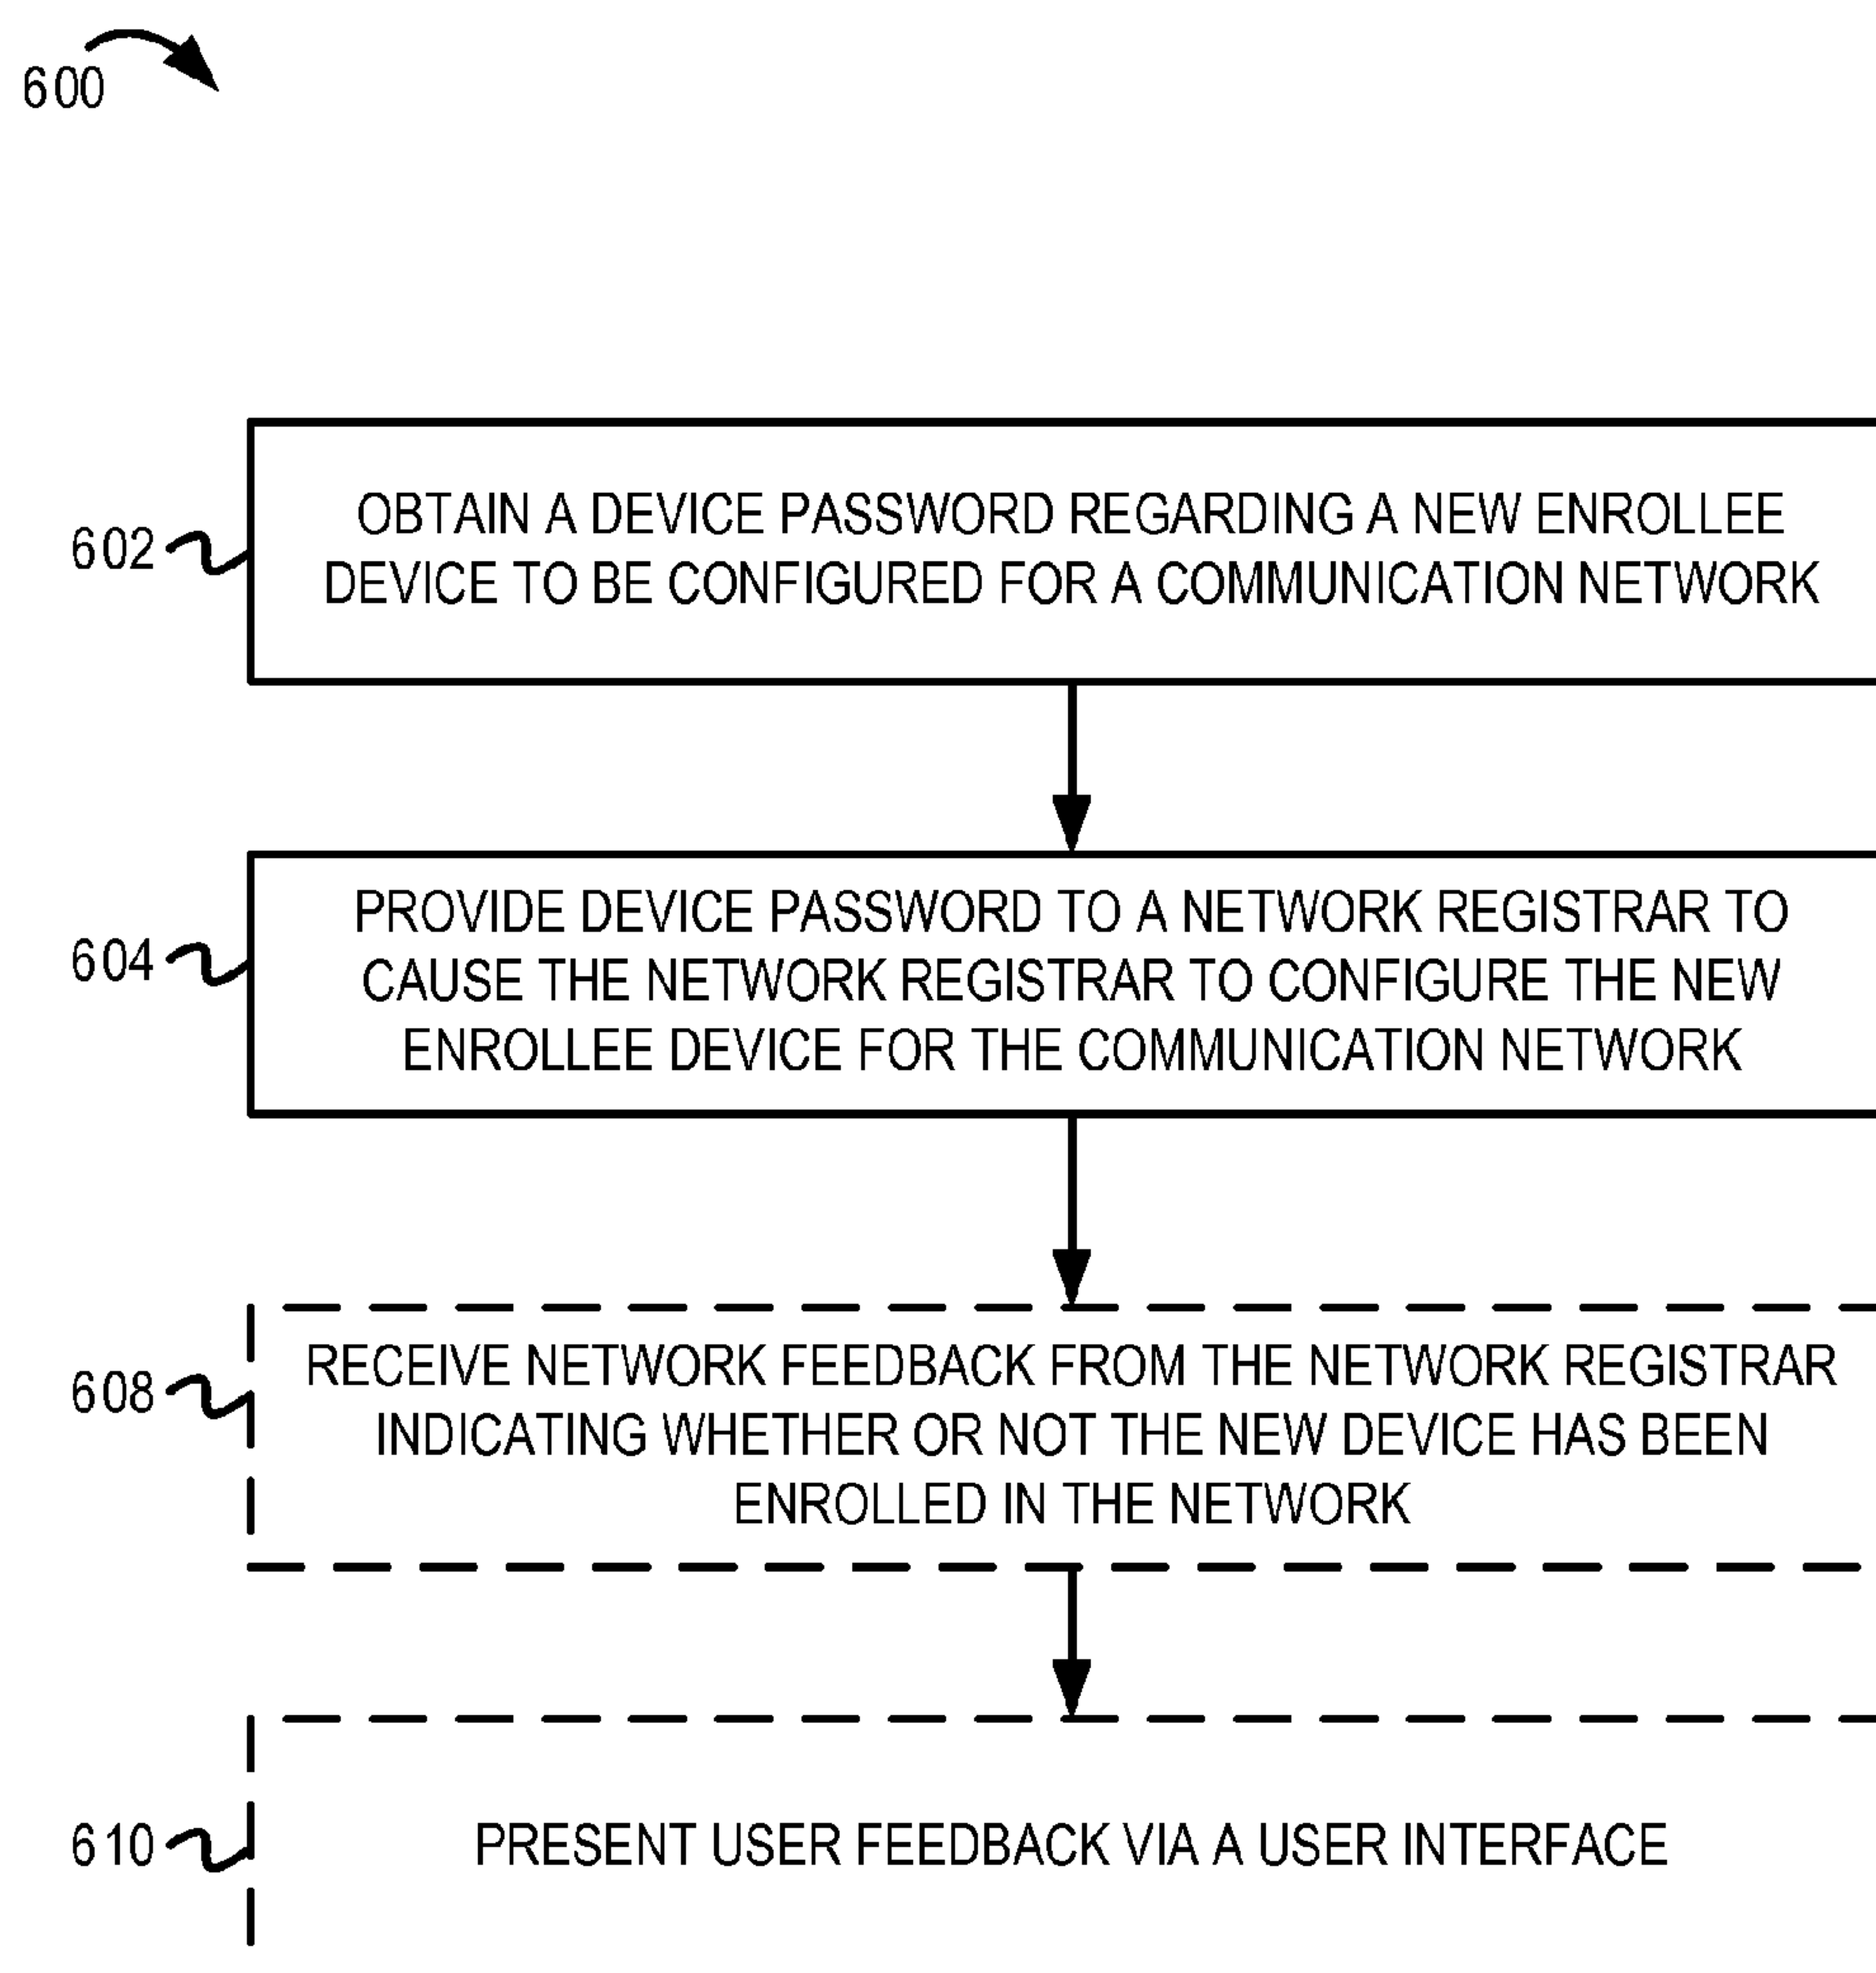 600
602
OBTAIN A DEVICE PASSWORD REGARDING A NEW ENROLLEE
DEVICE TO BE CONFIGURED FOR A COMMUNICATION NETWORK
604
PROVIDE DEVICE PASSWORD TO A NETWORK REGISTRAR TO
CAUSE THE NETWORK REGISTRAR TO CONFIGURE THE NEW
ENROLLEE DEVICE FOR THE COMMUNICATION NETWORK
608
RECEIVE NETWORK FEEDBACK FROM THE NETWORK REGISTRAR
INDICATING WHETHER OR NOT THE NEW DEVICE HAS BEEN
ENROLLED IN THE NETWORK
610
PRESENT USER FEEDBACK VIA A USER INTERFACE